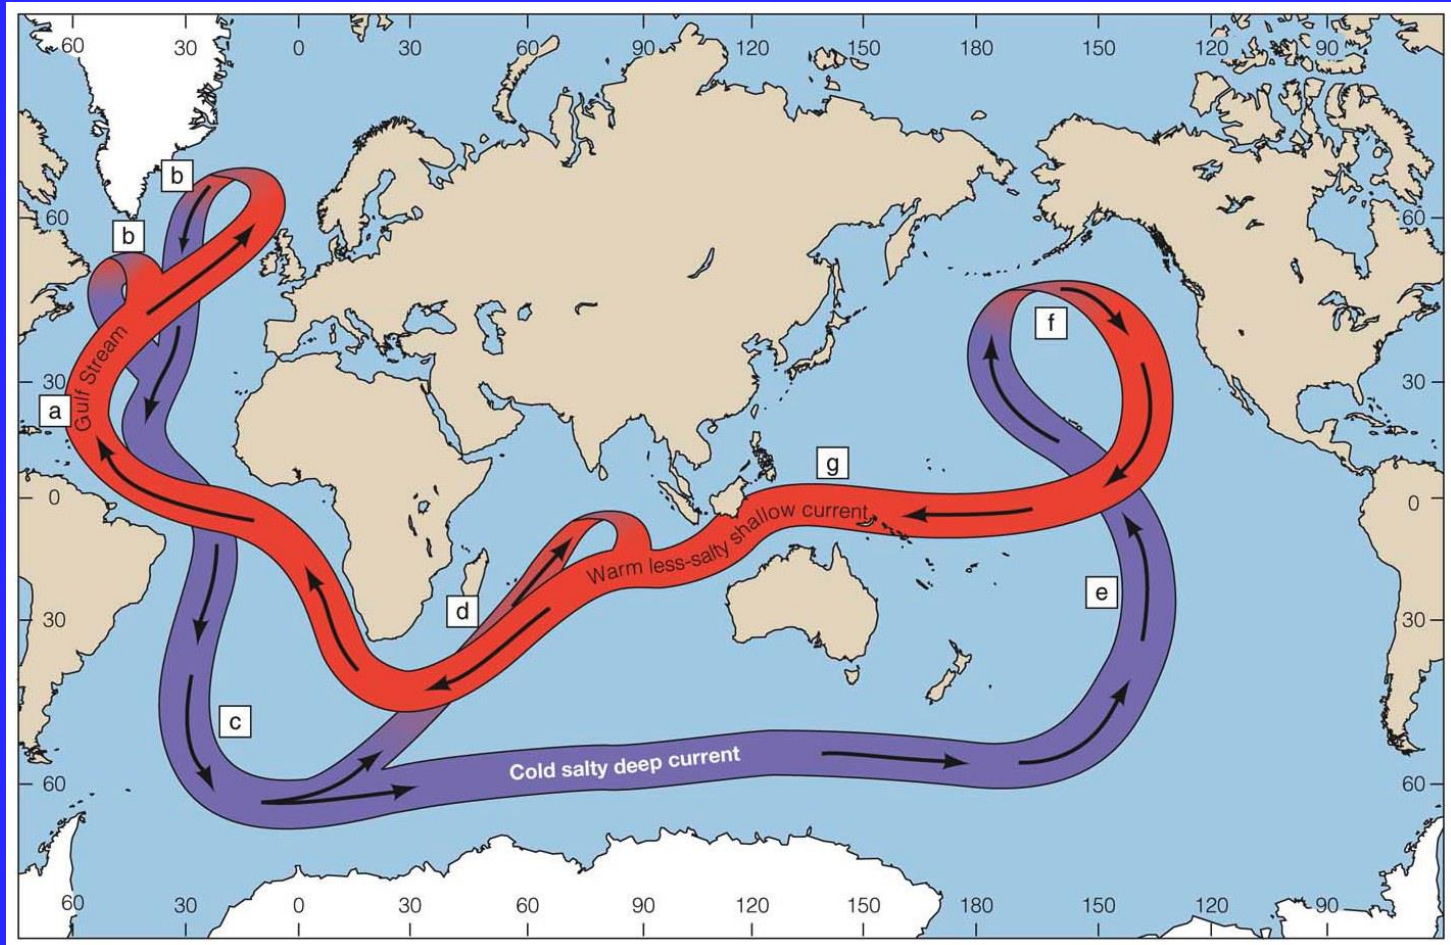 60 30 0 30 60 90 120 150 180 150 120 90
b
60 60
b
f
Gulf Stream
30 30
a
g
0 0
Warm less-salty shallow current
e
d
30 30
c
Cold salty deep current
60 60
60 30 0 30 60 90 120 150 180 150 120 90